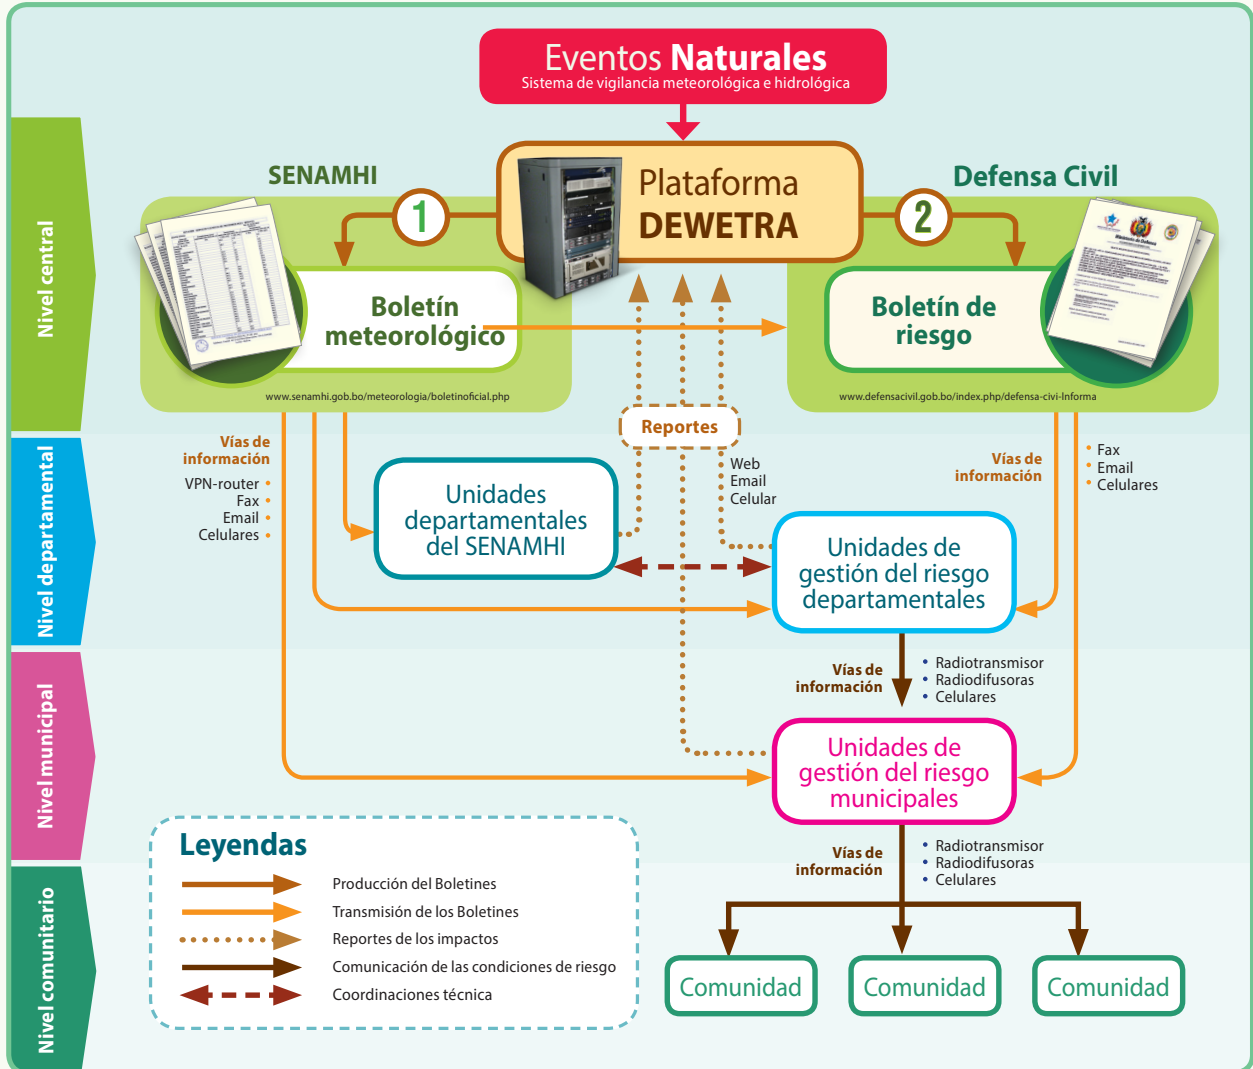 Eventos Naturales
Sistema de vigilancia meteorológica e hidrológica
Nivel central
SENAMHI
Plataforma
DEWETRA
Defensa Civil
1
2
Ministerio de Defensa
Boletín
meteorológico
Boletín de
riesgo
www.senamhi.gob.bo/meteorologia/boletinoficial.php
www.defensacivil.gob.bo/index.php/defensa-civi-Informa
Reportes
Nivel departamental
Vías de
información
VPN-router •
Fax •
Email •
Celulares •
Unidades
departamentales
del SENAMHI
Web
Email
Celular
Vías de
información
• Fax
• Email
• Celulares
Unidades de
gestión del riesgo
departamentales
Nivel municipal
Vías de
información
• Radiotransmisor
• Radiodifusoras
• Celulares
Unidades de
gestión del riesgo
municipales
Vías de
información
• Radiotransmisor
• Radiodifusoras
• Celulares
Leyendas
Producción del Boletines
Transmisión de los Boletines
Reportes de los impactos
Comunicación de las condiciones de riesgo
Coordinaciones técnica
Nivel comunitario
Comunidad
Comunidad
Comunidad